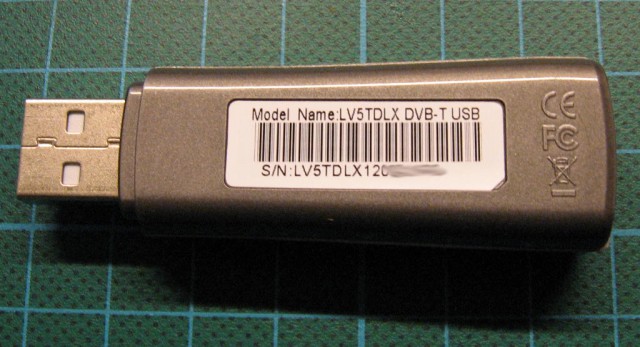 Model Name:LV5TDLX DVB-T USB
S/N:LV5TDLX120
CE
FC